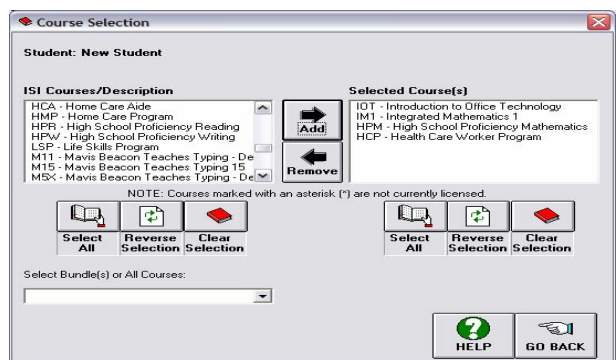 Course Selection
Student: New Student
ISI Courses/Description
HCA - Home Care Aide
HMP - Home Care Program
HPR - High School Proficiency Reading
HPW - High School Proficiency Writing
LSP - Life Skills Program
M11 - Mavis Beacon Teaches Typing - De
M15 - Mavis Beacon Teaches Typing 15
M5X - Mavis Beacon Teaches Typing - De
Add
Remove
Selected Course(s)
IOT - Introduction to Office Technology
IM1 - Integrated Mathematics 1
HPM - High School Proficiency Mathematics
HCP - Health Care Worker Program
NOTE: Courses marked with an asterisk (*) are not currently licensed.
Select All
Reverse Selection
Clear Selection
Select All
Reverse Selection
Clear Selection
Select Bundle(s) or All Courses:
HELP
GO BACK